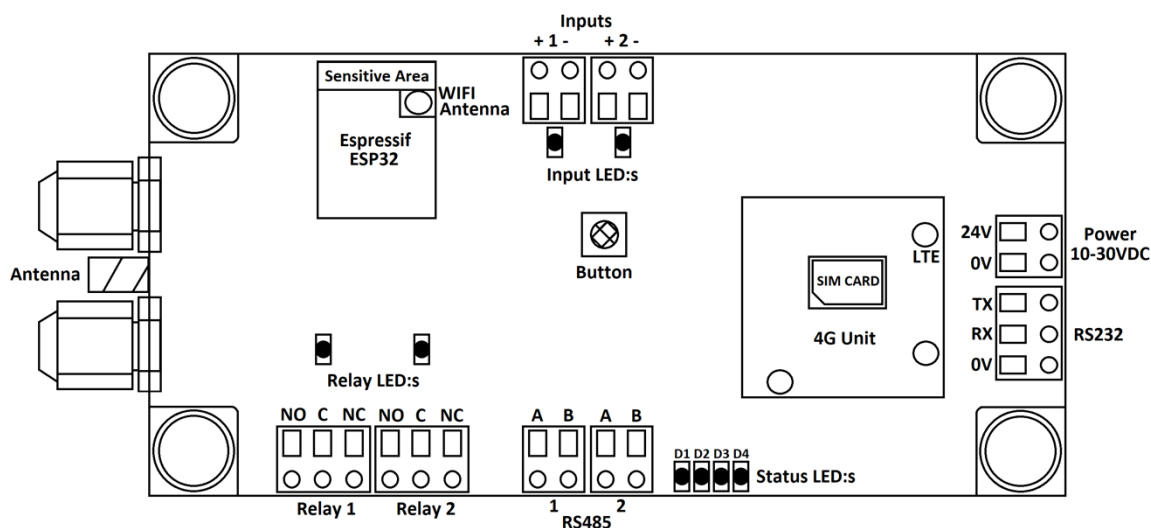 Inputs
+ 1 - + 2 -
Sensitive Area
WIFI
Antenna
Espressif
ESP32
Input LED:s
Button
Antenna
LTE
SIM CARD
4G Unit
24V
0V
Power
10-30VDC
TX
RX
0V
RS232
Relay LED:s
NO C NC NO C NC
Relay 1 Relay 2
A B A B
1 2
RS485
D1 D2 D3 D4
Status LED:s